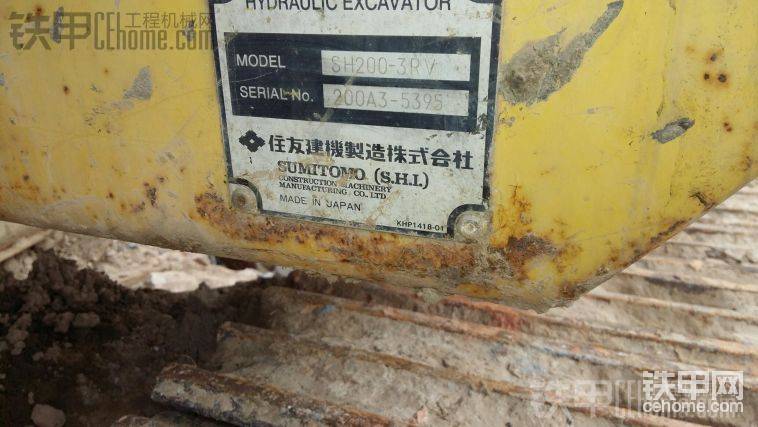 铁甲 工程机械网
CEhome.com
HYDRAULIC EXCAVATOR
MODEL SH200-3RV
SERIAL No. 200A3-5395
住友建機製造株式会社
SUMITOMO (S.H.I.)
CONSTRUCTION MACHINERY
MANUFACTURING CO., LTD
MADE IN JAPAN
KHP1418-01
铁甲网
cehome.com